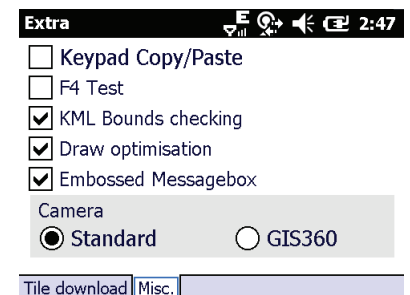 Extra E 2:47
Keypad Copy/Paste
F4 Test
KML Bounds checking
Draw optimisation
Embossed Messagebox
Camera
Standard GIS360
Tile download Misc.